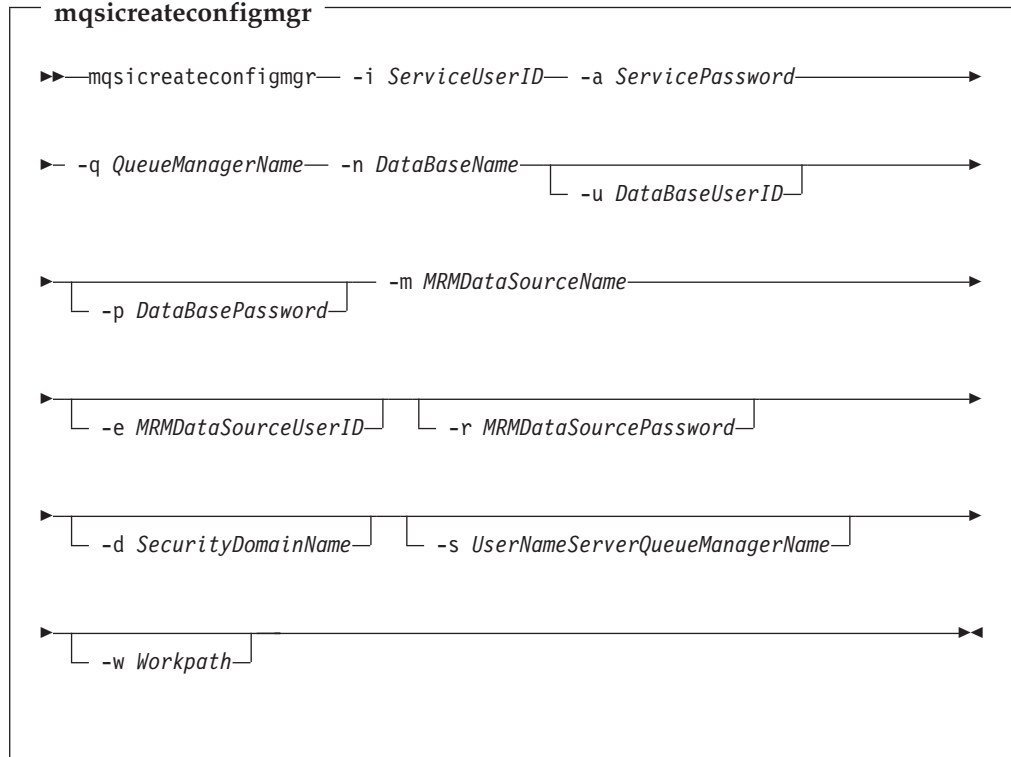 mqsicreateconfigmgr
mqsicreateconfigmgr -i ServiceUserID -a ServicePassword
-q QueueManagerName -n DataBaseName
-u DataBaseUserID
-m MRMDataSourceName
-p DataBasePassword
-e MRMDataSourceUserID -r MRMDataSourcePassword
-d SecurityDomainName -s UserNameServerQueueManagerName
-w Workpath